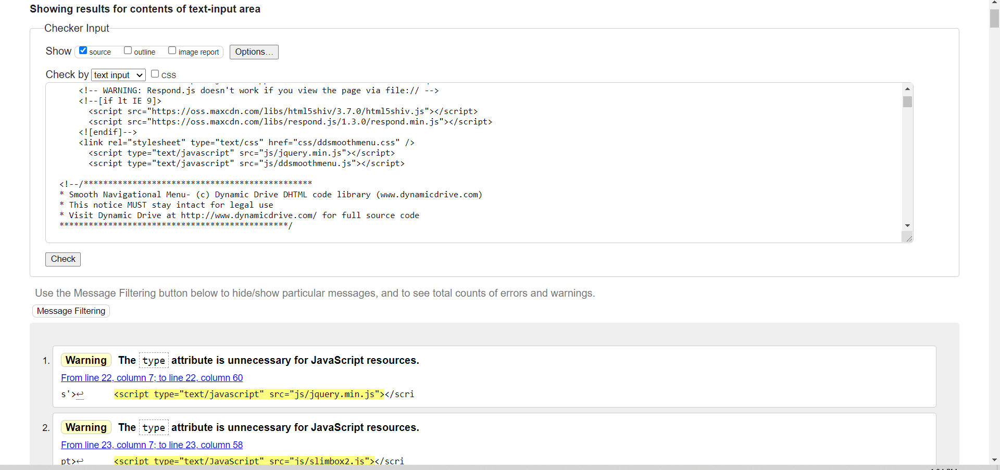 Showing results for contents of text-input area
Checker Input
Show source outline image report Options…
Check by text input CSS
<!-- WARNING: Respond.js doesn't work if you view the page via file:// -->
<!--[if lt IE 9]>
<script src="https://oss.maxcdn.com/libs/html5shiv/3.7.0/html5shiv.js"></script>
<script src="https://oss.maxcdn.com/libs/respond.js/1.3.0/respond.min.js"></script>
<![endif]-->
<link rel="stylesheet" type="text/css" href="css/ddsmoothmenu.css" />
<script type="text/javascript" src="js/jquery.min.js"></script>
<script type="text/javascript" src="js/ddsmoothmenu.js"></script>
<!--/***********************************************
* Smooth Navigational Menu- (c) Dynamic Drive DHTML code library (www.dynamicdrive.com)
* This notice MUST stay intact for legal use
* Visit Dynamic Drive at http://www.dynamicdrive.com/ for full source code
***********************************************/
Check
Use the Message Filtering button below to hide/show particular messages, and to see total counts of errors and warnings.
Message Filtering
1. Warning The type attribute is unnecessary for JavaScript resources.
From line 22, column 7; to line 22, column 60
s'>↩ <script type="text/javascript" src="js/jquery.min.js"></scri
2. Warning The type attribute is unnecessary for JavaScript resources.
From line 23, column 7; to line 23, column 58
pt>↩ <script type="text/JavaScript" src="js/slimbox2.js"></scri